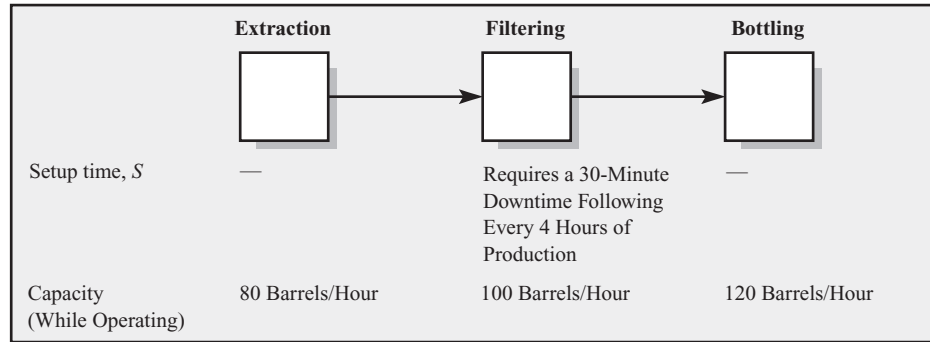 Extraction Filtering Bottling
Setup time, S — Requires a 30-Minute —
Downtime Following
Every 4 Hours of
Production
Capacity 80 Barrels/Hour 100 Barrels/Hour 120 Barrels/Hour
(While Operating)